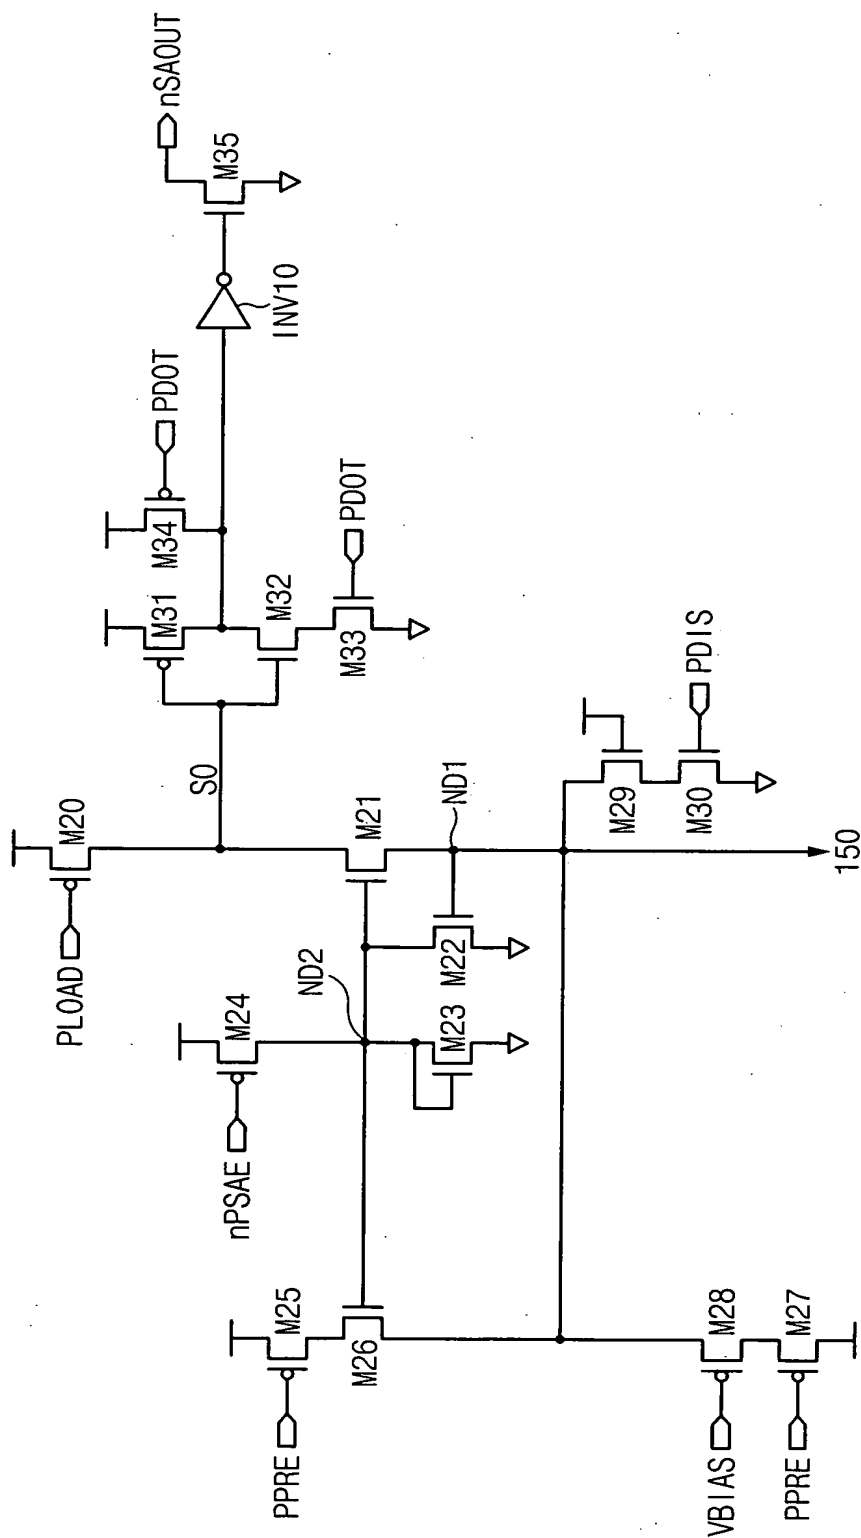 nSAOUT
M35
INV10
PDOT
M34
M31
M32
PDOT
M33
SO
PLOAD
M20
M21
ND1
PDIS
M29
M30
150
ND2
M22
M23
nPSAE
M24
PPRE
M25
M26
VBIAS
M28
PPRE
M27